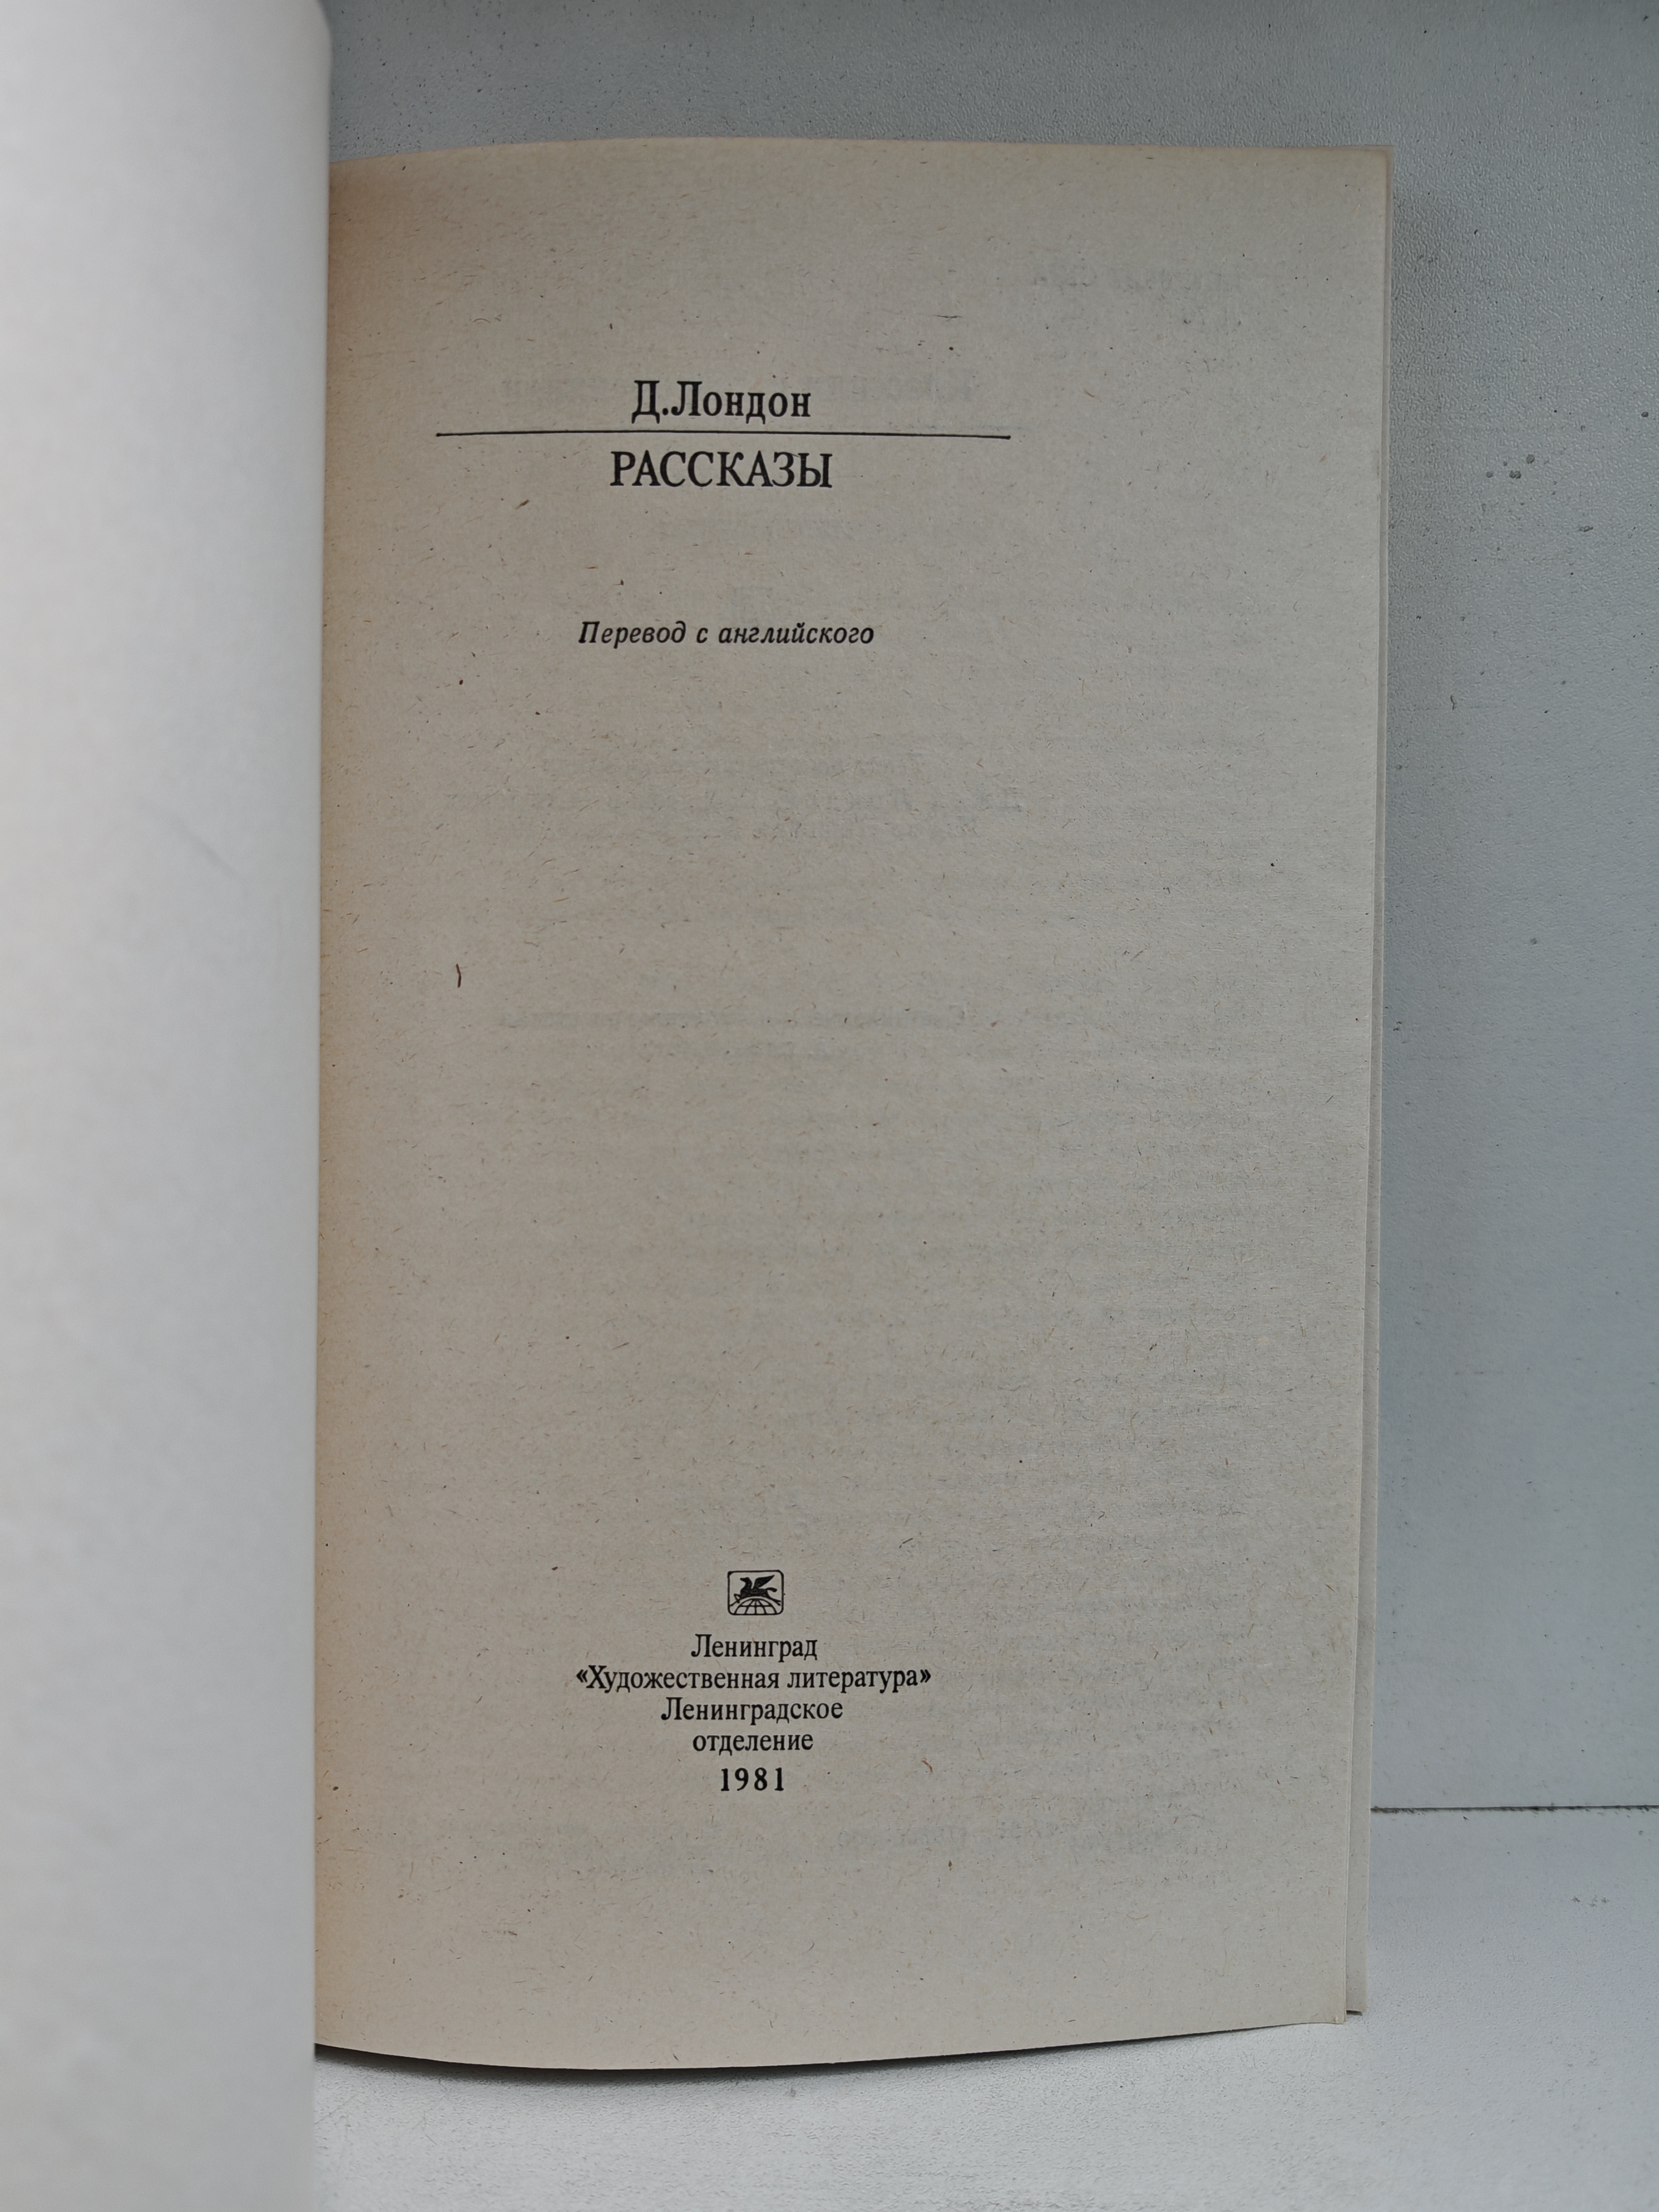 Д.Лондон
РАССКАЗЫ
Перевод с английского
Ленинград
«Художественная литература»
Ленинградское
отделение
1981